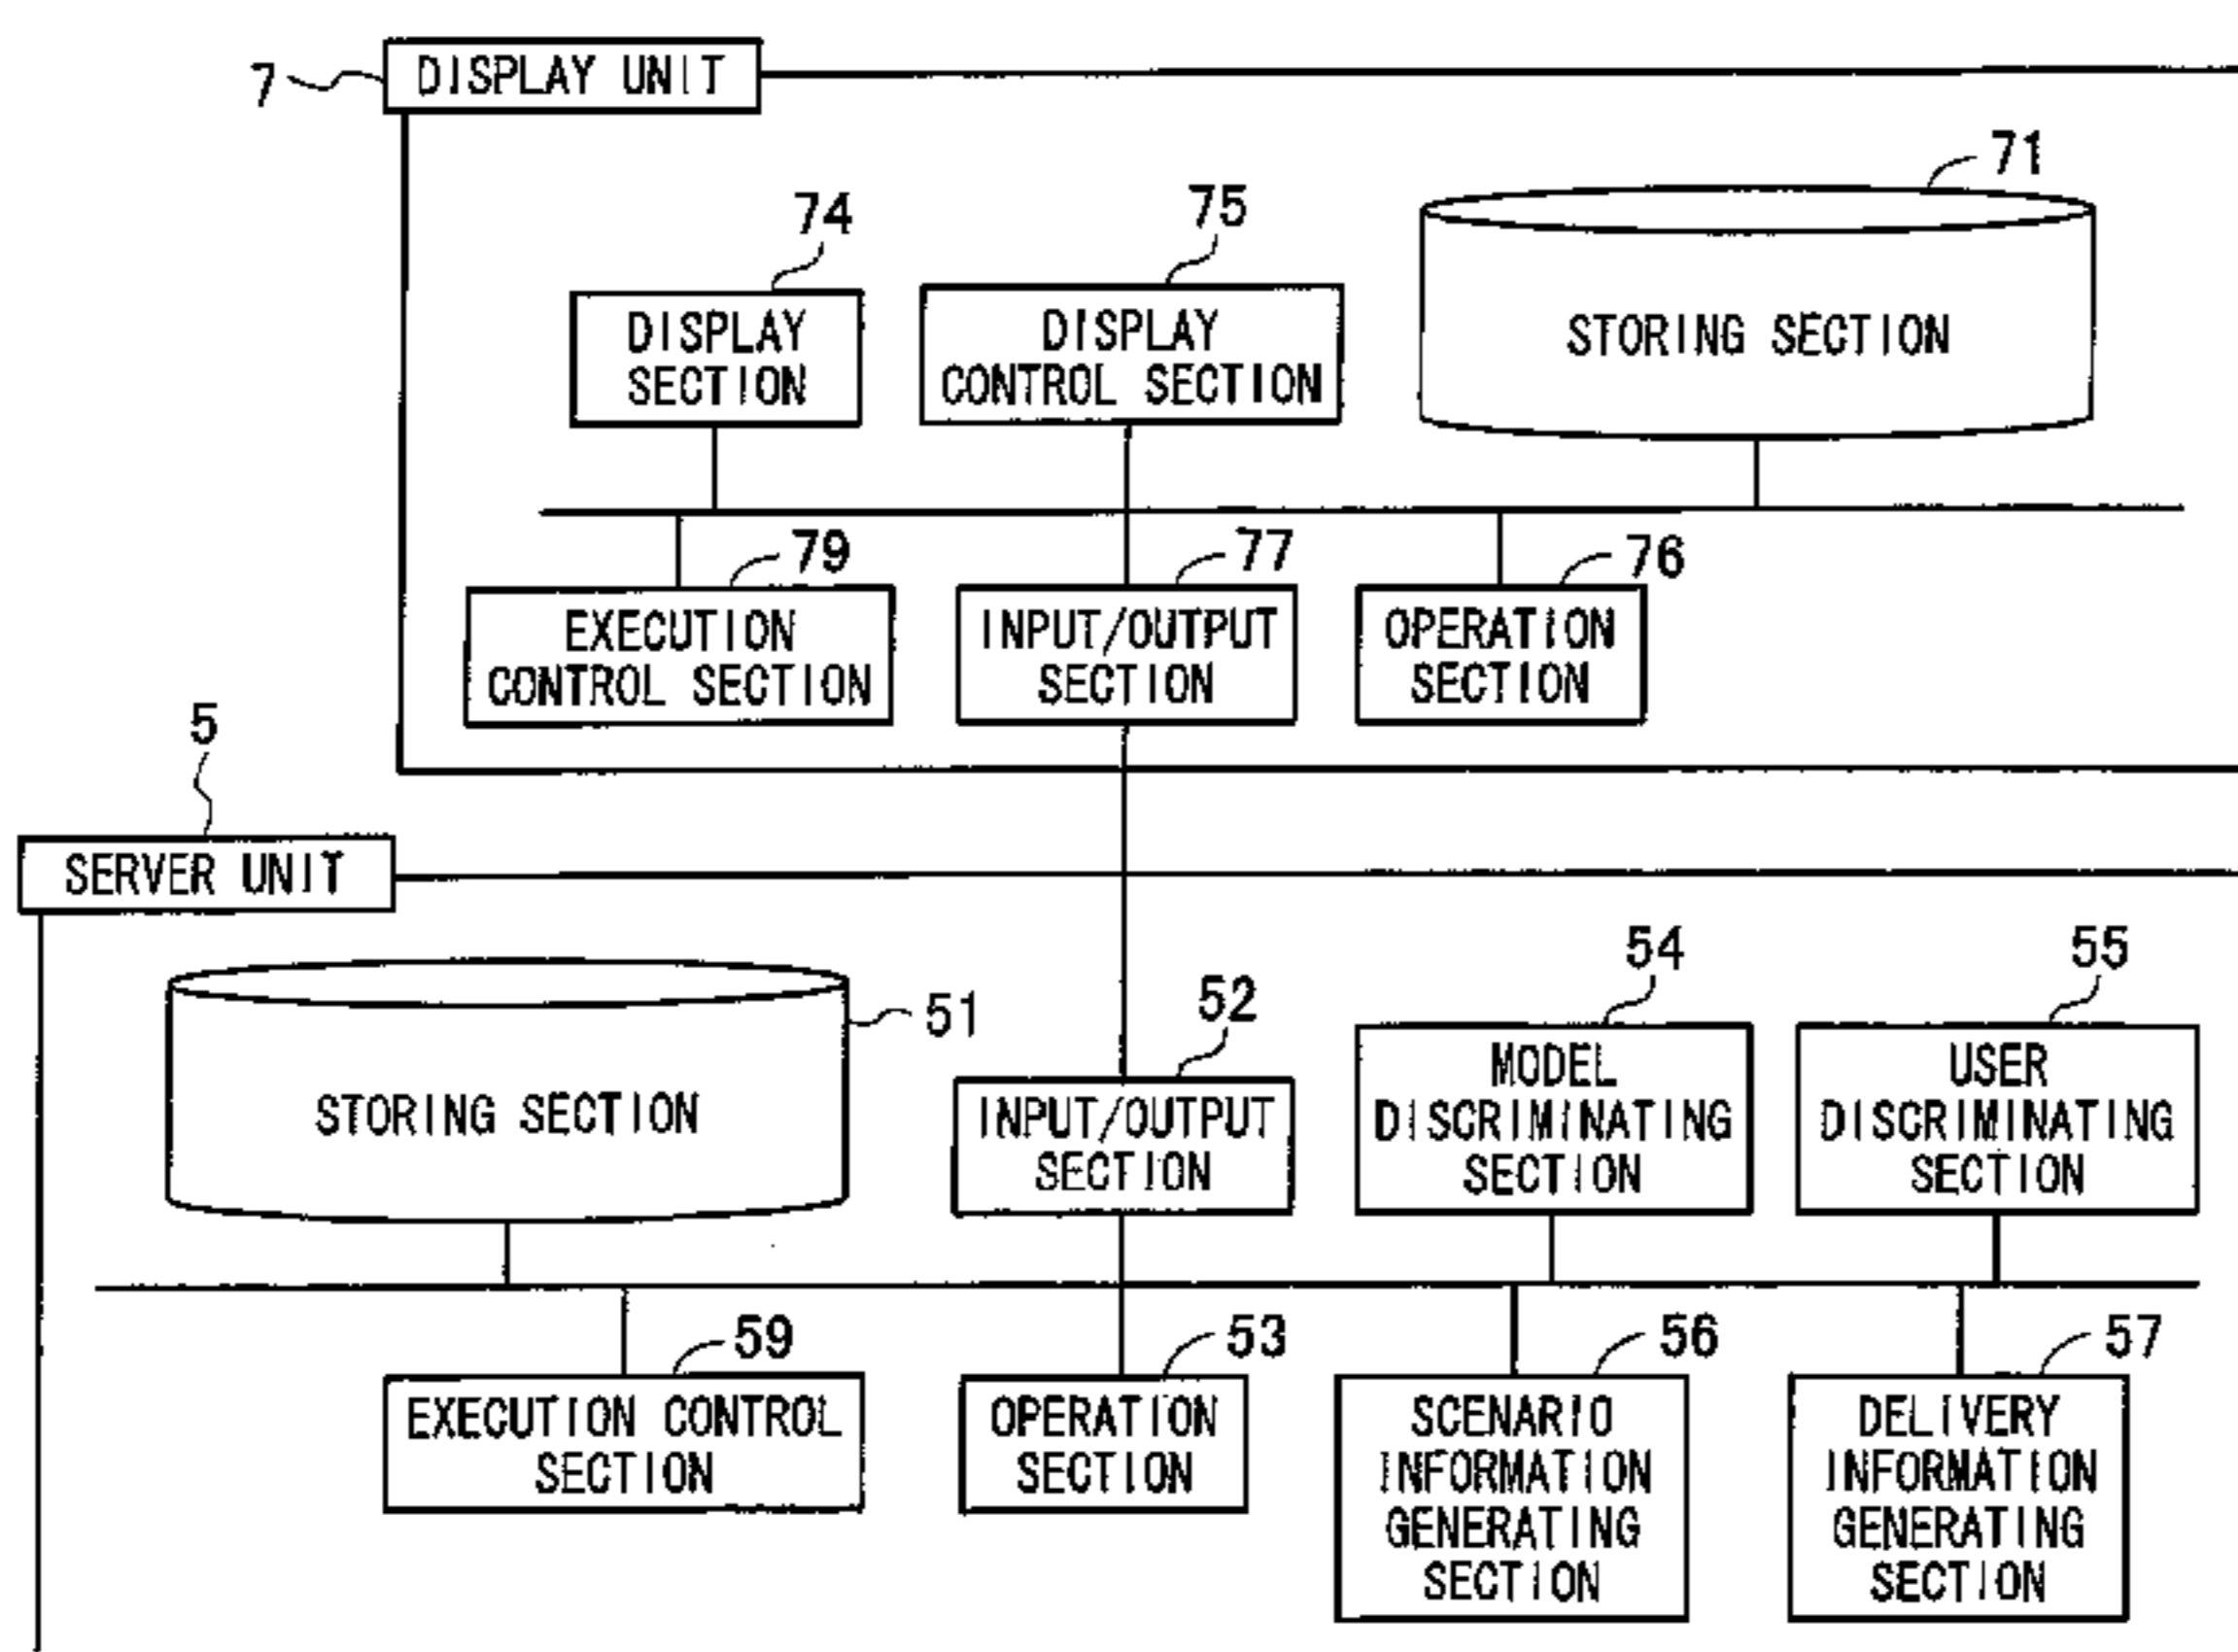 7
DISPLAY UNIT
71
74
75
DISPLAY
SECTION
DISPLAY
CONTROL SECTION
STORING SECTION
79
77
76
EXECUTION
CONTROL SECTION
INPUT/OUTPUT
SECTION
OPERATION
SECTION
5
SERVER UNIT
51
STORING SECTION
52
INPUT/OUTPUT
SECTION
54
MODEL
DISCRIMINATING
SECTION
55
USER
DISCRIMINATING
SECTION
59
EXECUTION CONTROL
SECTION
53
OPERATION
SECTION
56
SCENARIO
INFORMATION
GENERATING
SECTION
57
DELIVERY
INFORMATION
GENERATING
SECTION